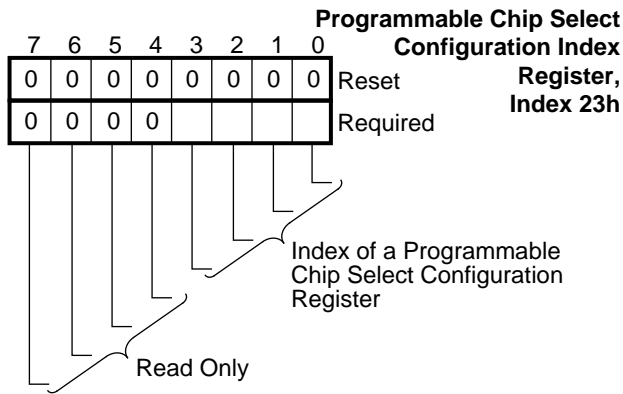 Programmable Chip Select
Configuration Index
Register,
Index 23h
7 6 5 4 3 2 1 0
0 0 0 0 0 0 0 0 Reset
0 0 0 0 Required
Index of a Programmable
Chip Select Configuration
Register
Read Only